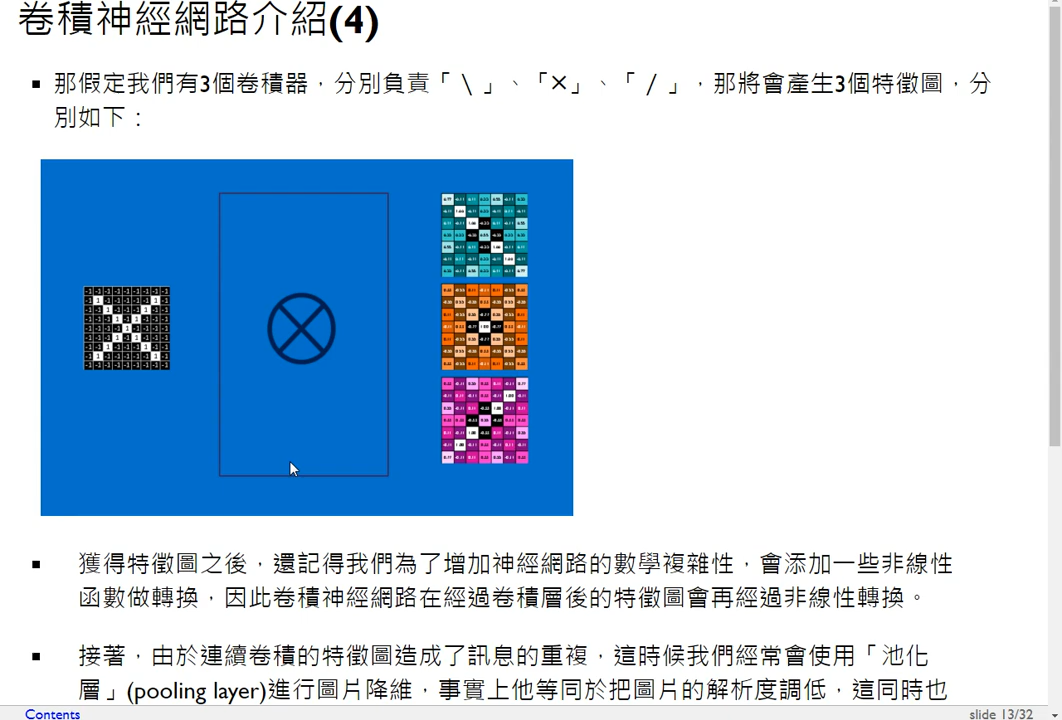 卷積神經網路介紹(4)
那假定我們有3個卷積器，分別負責「 \ 」、「×」、「 / 」，那將會產生3個特徵圖，分
別如下：
獲得特徵圖之後，還記得我們為了增加神經網路的數學複雜性，會添加一些非線性
函數做轉換，因此卷積神經網路在經過卷積層後的特徵圖會再經過非線性轉換。
接著，由於連續卷積的特徵圖造成了訊息的重複，這時候我們經常會使用「池化
層」(pooling layer)進行圖片降維，事實上他等同於把圖片的解析度調低，這同時也
Contents
slide 13/32